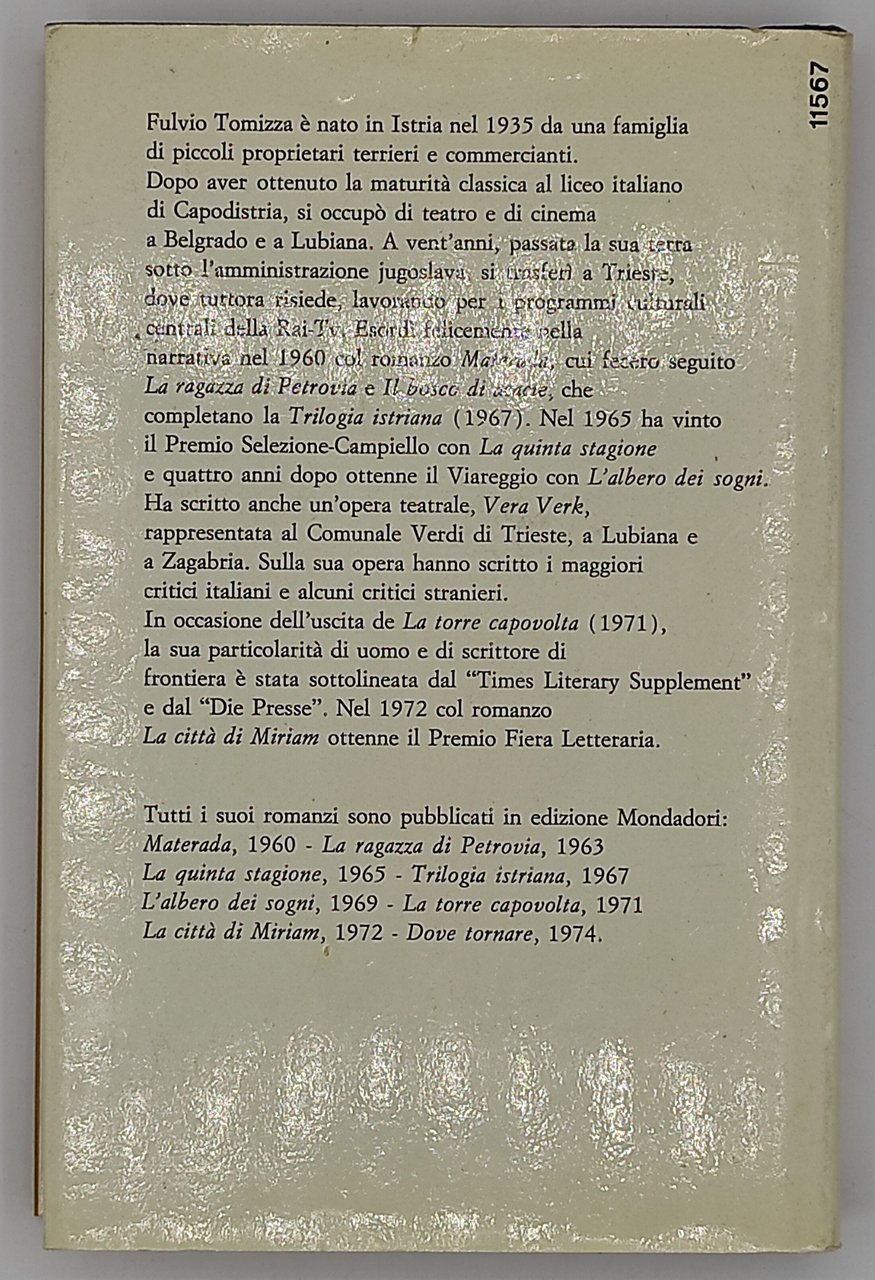 11567
Fulvio Tomizza è nato in Istria nel 1935 da una famiglia
di piccoli proprietari terrieri e commercianti.
Dopo aver ottenuto la maturità classica al liceo italiano
di Capodistria, si occupò di teatro e di cinema
a Belgrado e a Lubiana. A vent'anni, passata la sua terra
sotto l'amministrazione jugoslava, si trasferì a Trieste,
dove tuttora risiede, lavorando per i programmi culturali
centrali della Rai-Tv. Esordì felicemente nella
narrativa nel 1960 col romanzo Materada, cui fecero seguito
La ragazza di Petrovia e Il bosco di acacie, che
completano la Trilogia istriana (1967). Nel 1965 ha vinto
il Premio Selezione-Campiello con La quinta stagione
e quattro anni dopo ottenne il Viareggio con L'albero dei sogni.
Ha scritto anche un'opera teatrale, Vera Verk,
rappresentata al Comunale Verdi di Trieste, a Lubiana e
a Zagabria. Sulla sua opera hanno scritto i maggiori
critici italiani e alcuni critici stranieri.
In occasione dell'uscita de La torre capovolta (1971),
la sua particolarità di uomo e di scrittore di
frontiera è stata sottolineata dal “Times Literary Supplement”
e dal “Die Presse”. Nel 1972 col romanzo
La città di Miriam ottenne il Premio Fiera Letteraria.
Tutti i suoi romanzi sono pubblicati in edizione Mondadori:
Materada, 1960 - La ragazza di Petrovia, 1963
La quinta stagione, 1965 - Trilogia istriana, 1967
L'albero dei sogni, 1969 - La torre capovolta, 1971
La città di Miriam, 1972 - Dove tornare, 1974.